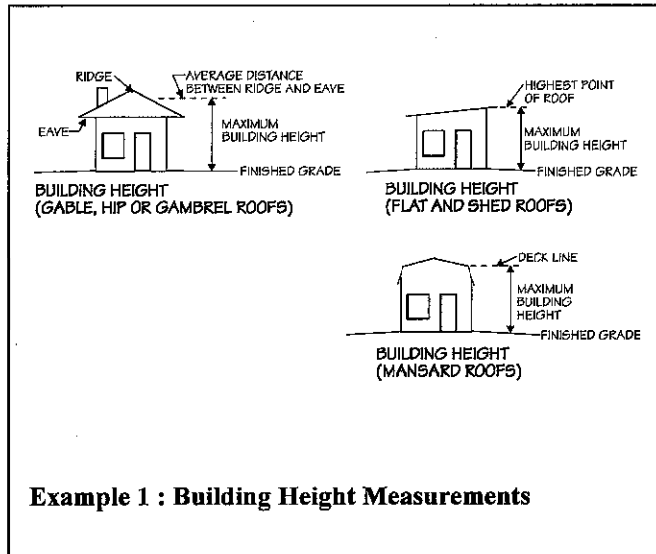 RIDGE
AVERAGE DISTANCE
BETWEEN RIDGE AND EAVE
EAVE
MAXIMUM
BUILDING HEIGHT
FINISHED GRADE
BUILDING HEIGHT
(GABLE, HIP OR GAMBREL ROOFS)
HIGHEST POINT
OF ROOF
MAXIMUM
BUILDING HEIGHT
FINISHED GRADE
BUILDING HEIGHT
(FLAT AND SHED ROOFS)
DECK LINE
MAXIMUM
BUILDING
HEIGHT
FINISHED GRADE
BUILDING HEIGHT
(MANSARD ROOFS)
Example 1 : Building Height Measurements